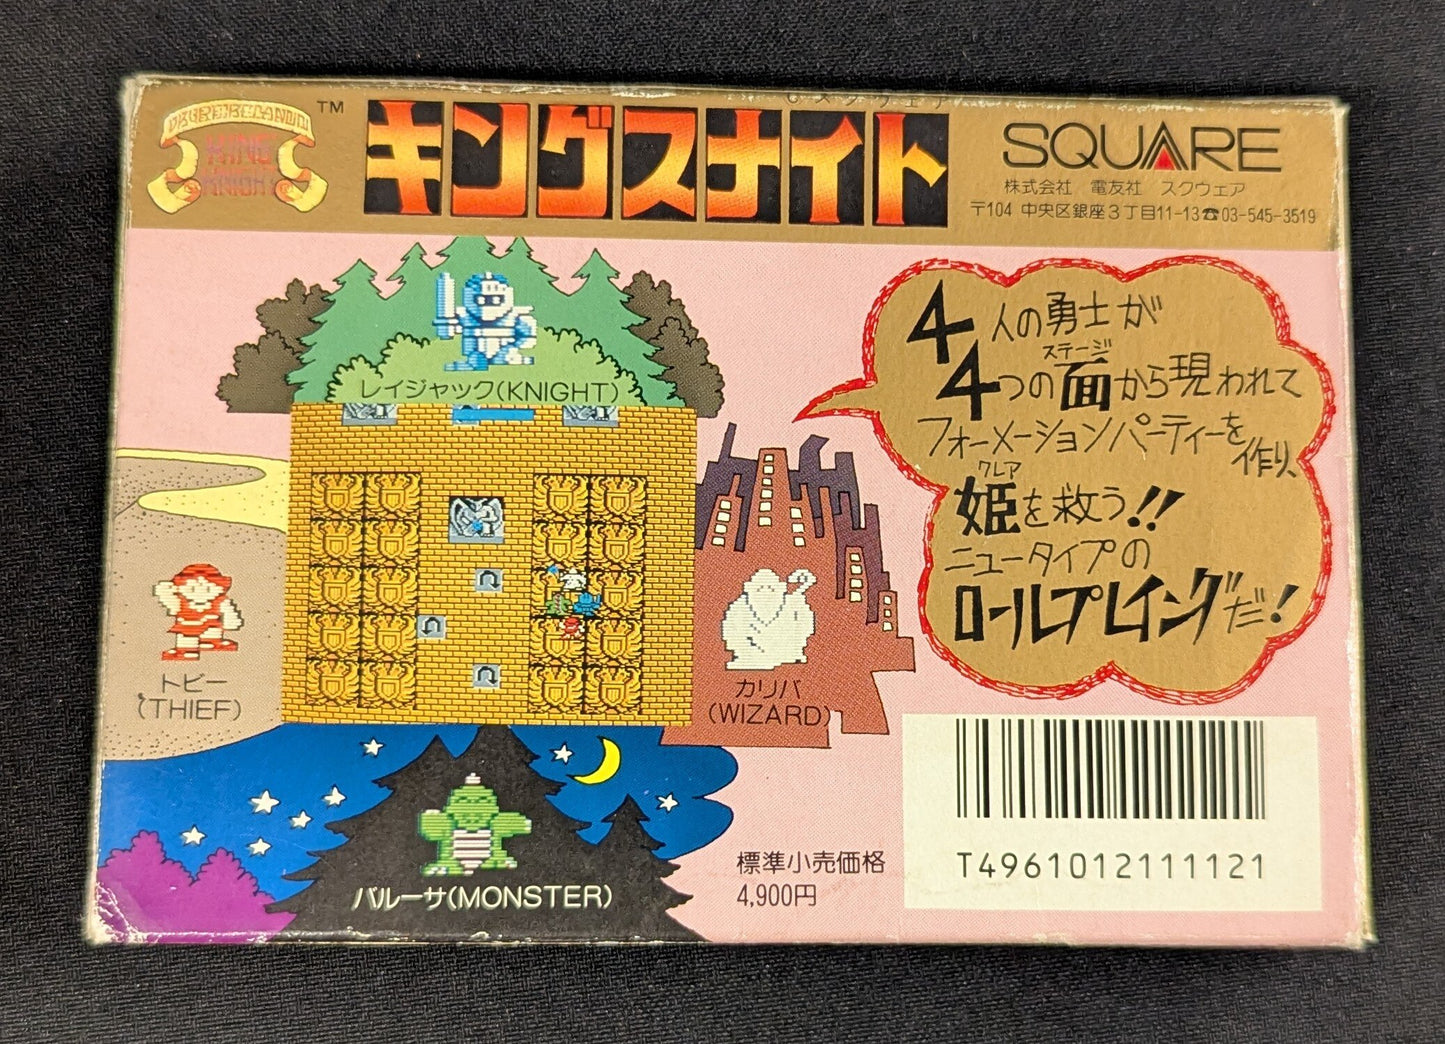 KING
KNIGHT
TM
キングスナイト
SQUARE
株式会社 電友社 スクウェア
〒104 中央区銀座3丁目11-13☎03-545-3519
レイジャック(KNIGHT)
トビー
(THIEF)
カリバ
(WIZARD)
バルーサ(MONSTER)
4人の勇士が
ステージ
4つの面から現われて
フォーメーションパーティーを作り、
クレア
姫を救う!!
ニュータイプの
ロールプレイングだ!
標準小売価格
4,900円
T4961012111121